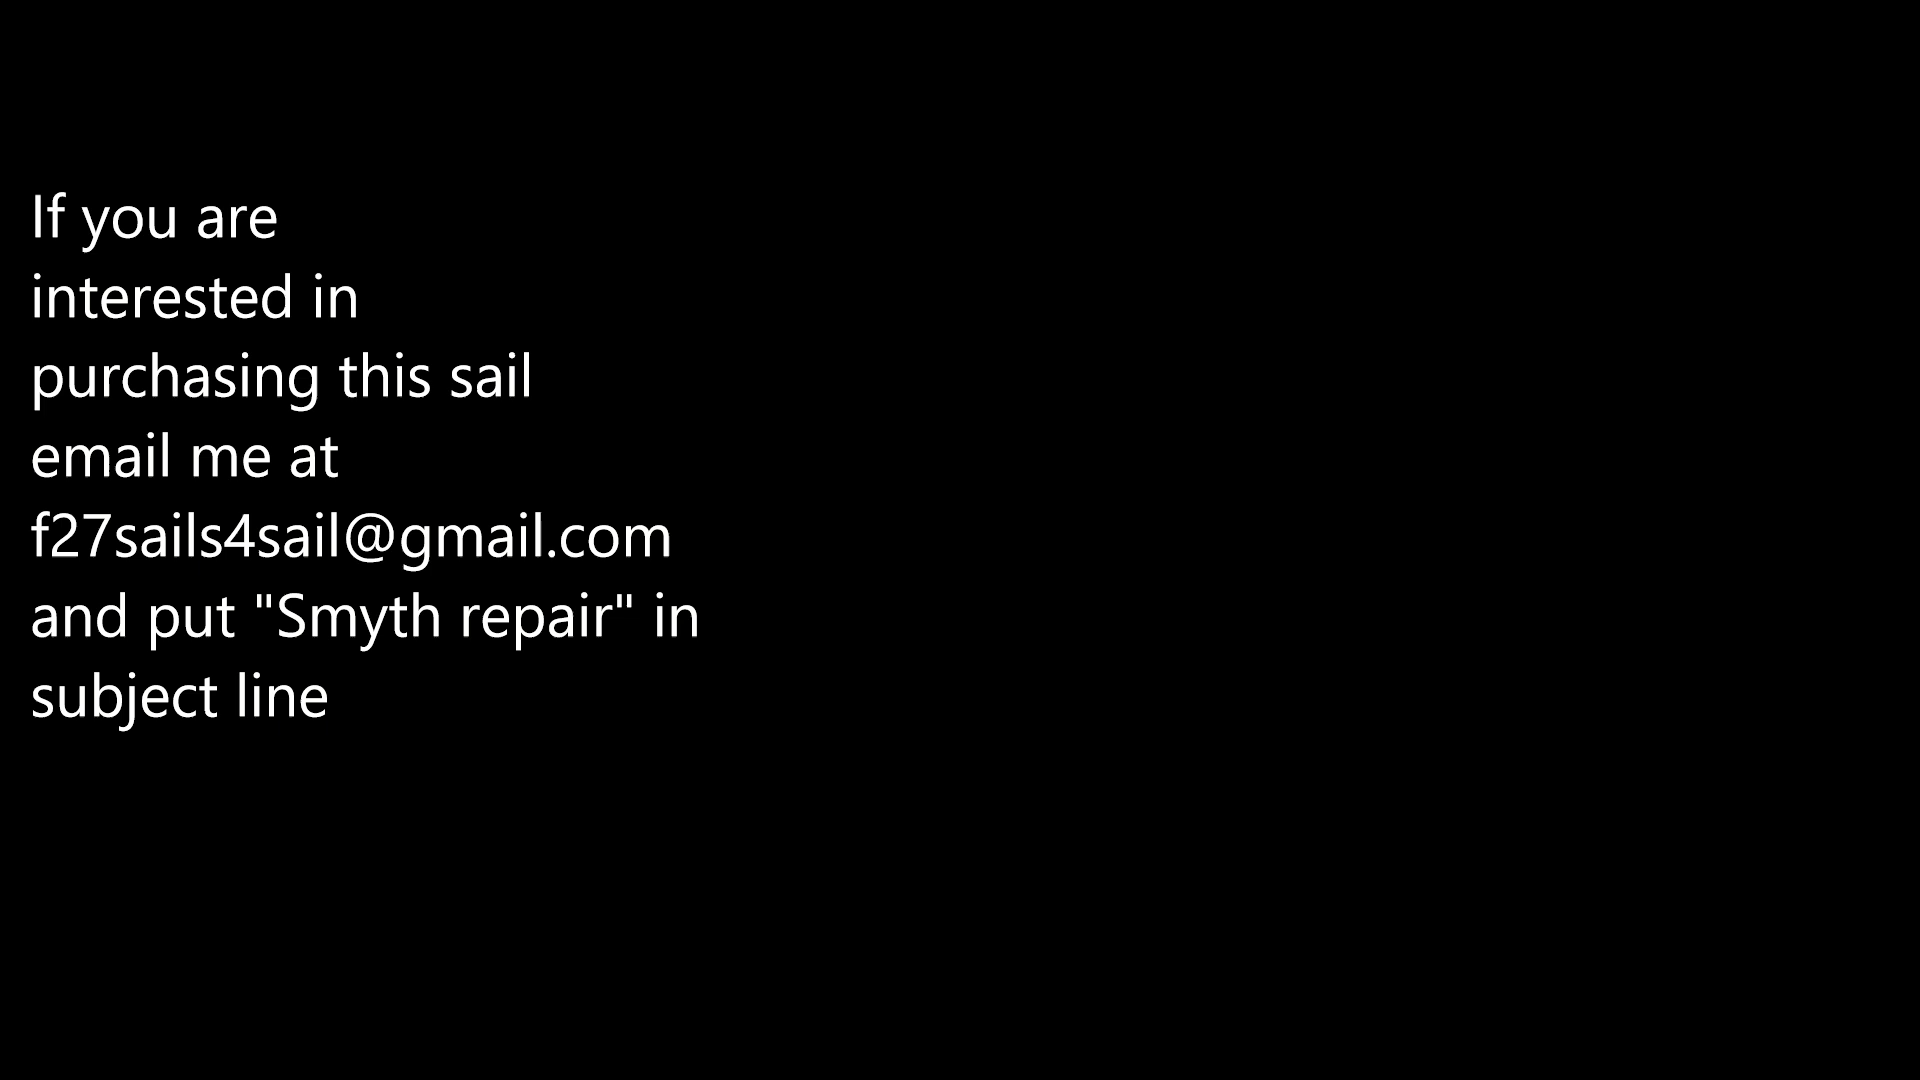 If you are
interested in
purchasing this sail
email me at
f27sails4sail@gmail.com
and put "Smyth repair" in
subject line